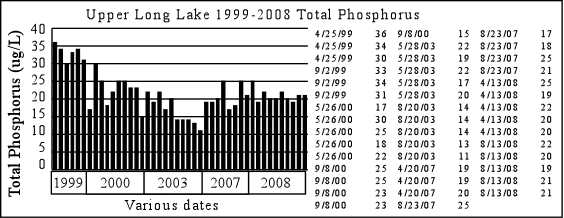 Upper Long Lake 1999-2008 Total Phosphorus
Total Phosphorus (ug/L)
40
35
30
25
20
15
10
5
0
1999 2000 2003 2007 2008
Various dates
4/25/99 36 9/8/00 15 8/23/07 17
4/25/99 34 5/28/03 22 8/23/07 18
4/25/99 30 5/28/03 19 8/23/07 25
9/2/99 33 5/28/03 22 8/23/07 21
9/2/99 34 5/28/03 17 4/13/08 25
9/2/99 31 5/28/03 20 4/13/08 19
5/26/00 17 8/20/03 14 4/13/08 22
5/26/00 30 8/20/03 14 4/13/08 20
5/26/00 25 8/20/03 14 4/13/08 20
5/26/00 18 8/20/03 13 8/13/08 22
5/26/00 22 8/20/03 11 8/13/08 20
9/8/00 25 4/20/07 19 8/13/08 19
9/8/00 25 4/20/07 19 8/13/08 21
9/8/00 23 4/20/07 20 8/13/08 21
9/8/00 23 8/23/07 25